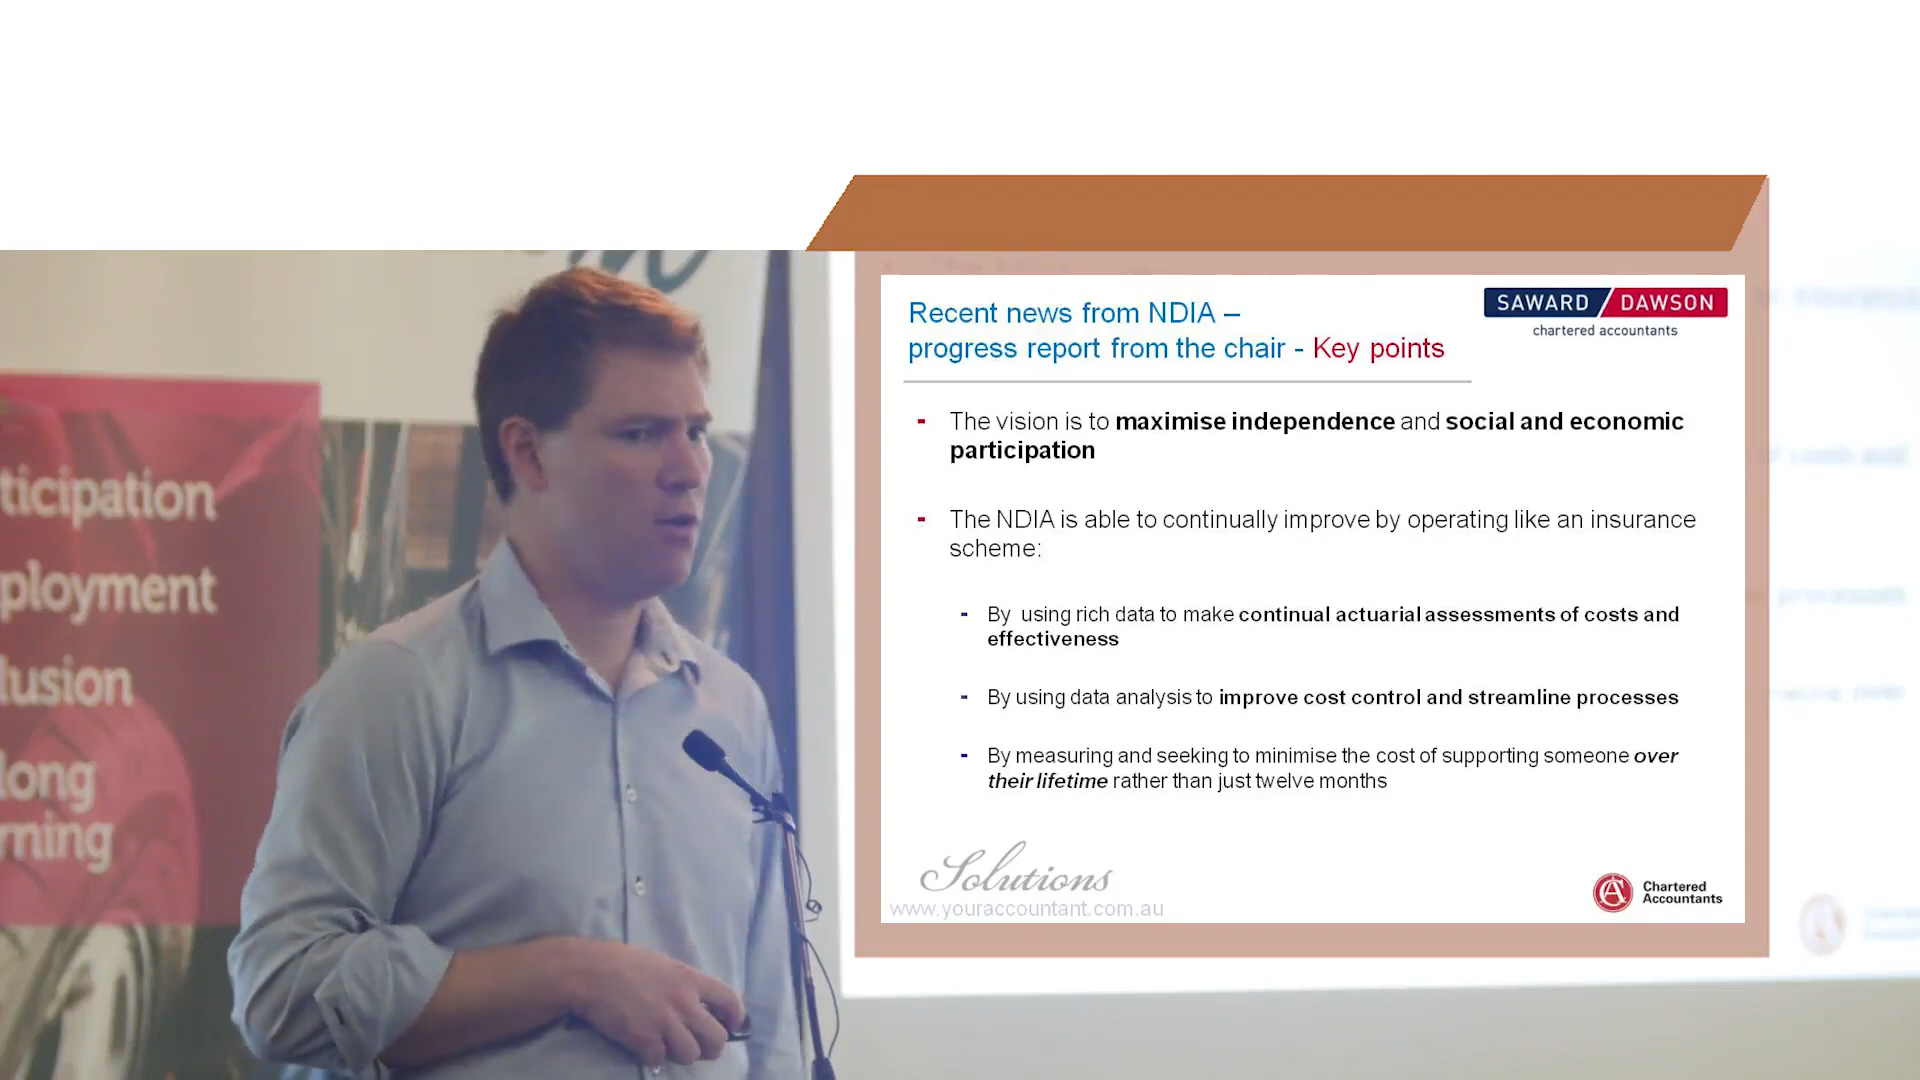 Recent news from NDIA –
progress report from the chair - Key points
SAWARD DAWSON
chartered accountants
- The vision is to maximise independence and social and economic
participation
- The NDIA is able to continually improve by operating like an insurance
scheme:
- By using rich data to make continual actuarial assessments of costs and
effectiveness
- By using data analysis to improve cost control and streamline processes
- By measuring and seeking to minimise the cost of supporting someone over
their lifetime rather than just twelve months
Solutions
www.youraccountant.com.au
CA
Chartered
Accountants
ticipation
ployment
lusion
long
rning